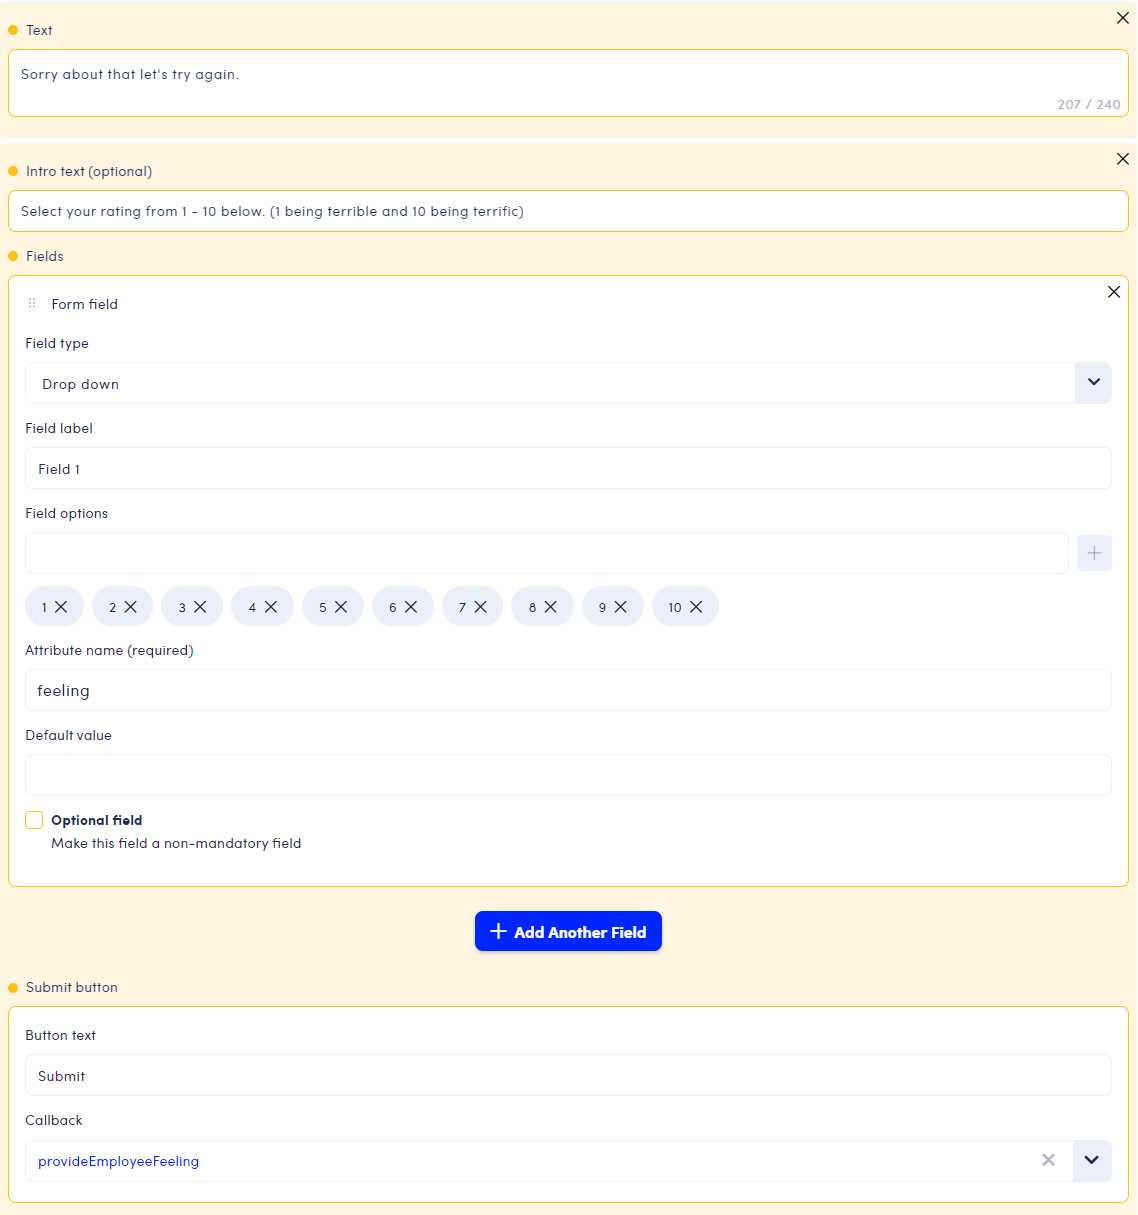 Text
Sorry about that let's try again.
207 / 240
Intro text (optional)
Select your rating from 1 - 10 below. (1 being terrible and 10 being terrific)
Fields
Form field
Field type
Drop down
Field label
Field 1
Field options
1 2 3 4 5 6 7 8 9 10
Attribute name (required)
feeling
Default value
Optional field
Make this field a non-mandatory field
Add Another Field
Submit button
Button text
Submit
Callback
provideEmployeeFeeling